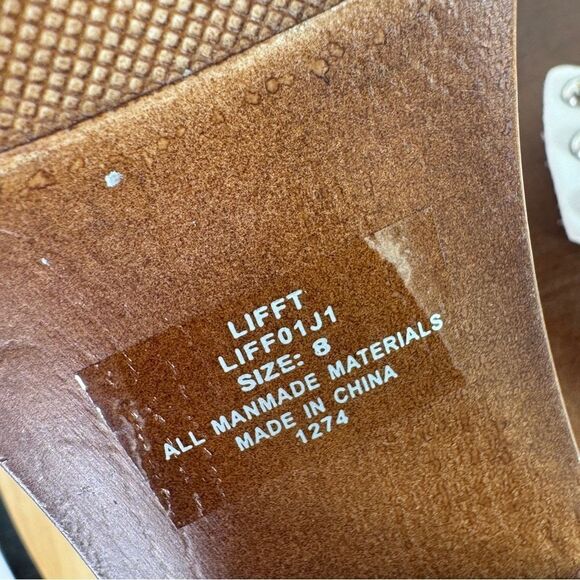 LIFFT
LIFF01J1
SIZE: 8
ALL MANMADE MATERIALS
MADE IN CHINA
1274